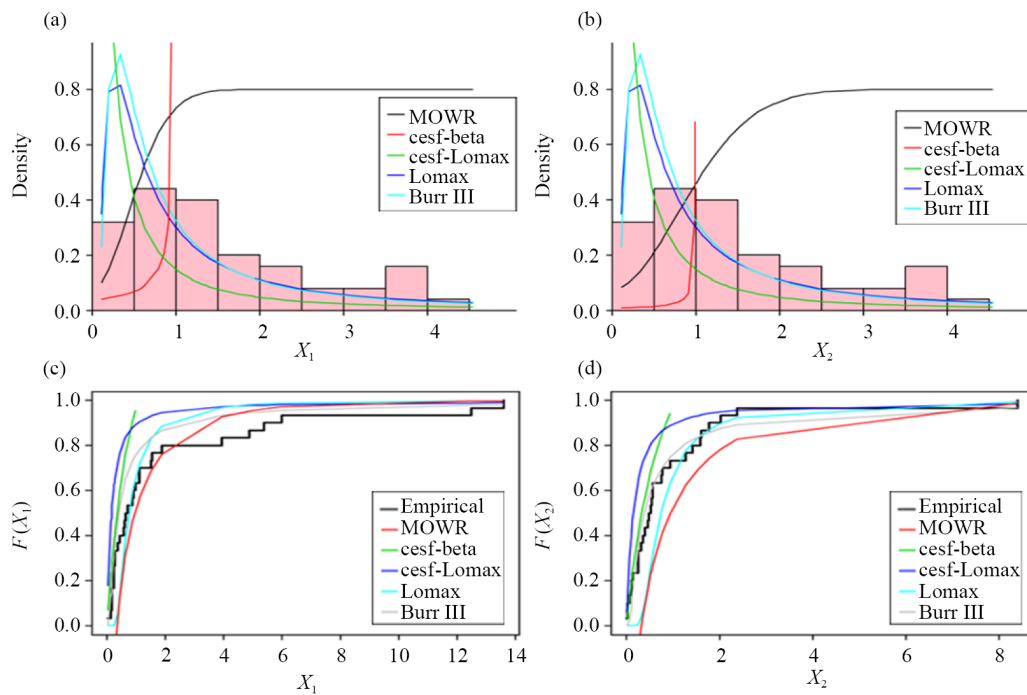 (a)
Density
0.8
0.6
0.4
0.2
0.0
0 1 2 3 4
X1
MOWR
cesf-beta
cesf-Lomax
Lomax
Burr III
(b)
Density
0.8
0.6
0.4
0.2
0.0
0 1 2 3 4
X2
MOWR
cesf-beta
cesf-Lomax
Lomax
Burr III
(c)
F(X1)
1.0
0.8
0.6
0.4
0.2
0.0
0 2 4 6 8 10 12 14
X1
Empirical
MOWR
cesf-beta
cesf-Lomax
Lomax
Burr III
(d)
F(X2)
1.0
0.8
0.6
0.4
0.2
0.0
0 2 4 6 8
X2
Empirical
MOWR
cesf-beta
cesf-Lomax
Lomax
Burr III